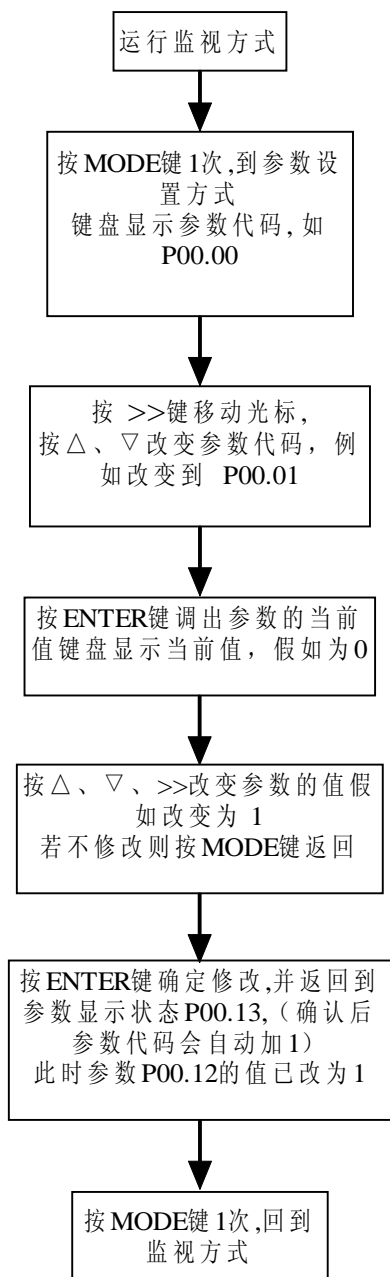 运行监视方式
按MODE键1次,到参数设
置方式
键盘显示参数代码,如
P00.00
按 >>键移动光标,
按△、▽改变参数代码，例
如改变到 P00.01
按ENTER键调出参数的当前
值键盘显示当前值，假如为0
按△、▽、>>改变参数的值假
如改变为 1
若不修改则按MODE键返回
按ENTER键确定修改,并返回到
参数显示状态P00.13,（确认后
参数代码会自动加1）
此时参数P00.12的值已改为1
按MODE键1次,回到
监视方式